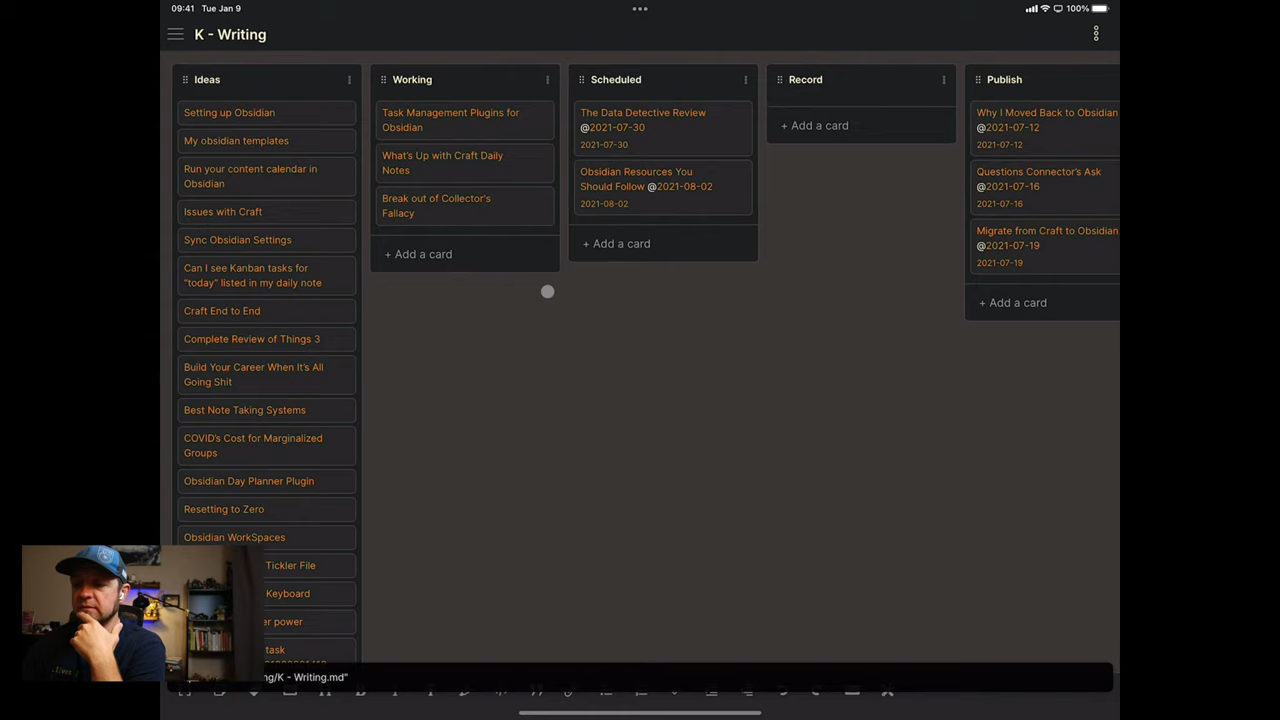 09:41 Tue Jan 9
100%
K - Writing
Ideas
Setting up Obsidian
My obsidian templates
Run your content calendar in
Obsidian
Issues with Craft
Sync Obsidian Settings
Can I see Kanban tasks for
"today" listed in my daily note
Craft End to End
Complete Review of Things 3
Build Your Career When It's All
Going Shit
Best Note Taking Systems
COVID's Cost for Marginalized
Groups
Obsidian Day Planner Plugin
Resetting to Zero
Obsidian WorkSpaces
Tickler File
Keyboard
er power
task
ng/K - Writing.md"
Working
Task Management Plugins for
Obsidian
What's Up with Craft Daily
Notes
Break out of Collector's
Fallacy
+ Add a card
Scheduled
The Data Detective Review
@2021-07-30
2021-07-30
Obsidian Resources You
Should Follow @2021-08-02
2021-08-02
+ Add a card
Record
+ Add a card
Publish
Why I Moved Back to Obsidian
@2021-07-12
2021-07-12
Questions Connector's Ask
@2021-07-16
2021-07-16
Migrate from Craft to Obsidian
@2021-07-19
2021-07-19
+ Add a card